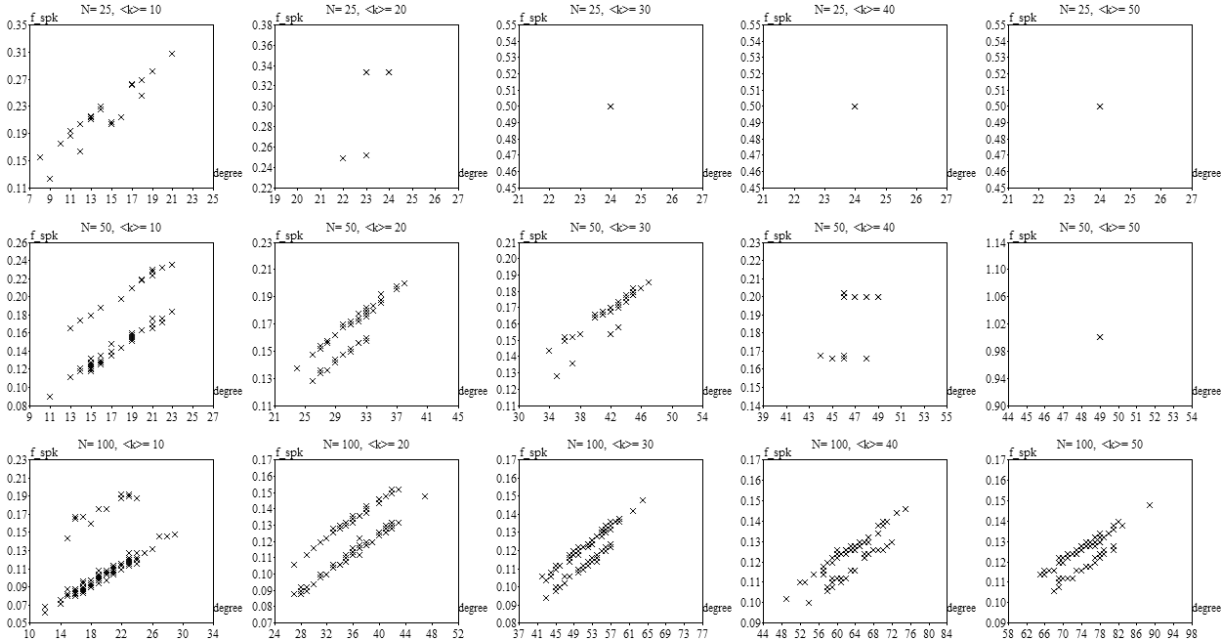 N= 25, <k>= 10
f_spk
0.35
0.31
0.27
0.23
0.19
0.15
0.11
7 9 11 13 15 17 19 21 23 25
degree
N= 25, <k>= 20
f_spk
0.38
0.36
0.34
0.32
0.30
0.28
0.26
0.24
0.22
19 20 21 22 23 24 25 26 27
degree
N= 25, <k>= 30
f_spk
0.55
0.54
0.53
0.52
0.51
0.50
0.49
0.48
0.47
0.46
0.45
21 22 23 24 25 26 27
degree
N= 25, <k>= 40
f_spk
0.55
0.54
0.53
0.52
0.51
0.50
0.49
0.48
0.47
0.46
0.45
21 22 23 24 25 26 27
degree
N= 25, <k>= 50
f_spk
0.55
0.54
0.53
0.52
0.51
0.50
0.49
0.48
0.47
0.46
0.45
21 22 23 24 25 26 27
degree
N= 50, <k>= 10
f_spk
0.26
0.24
0.22
0.20
0.18
0.16
0.14
0.12
0.10
0.08
9 11 13 15 17 19 21 23 25 27
degree
N= 50, <k>= 20
f_spk
0.23
0.21
0.19
0.17
0.15
0.13
0.11
21 25 29 33 37 41 45
degree
N= 50, <k>= 30
f_spk
0.21
0.20
0.19
0.18
0.17
0.16
0.15
0.14
0.13
0.12
0.11
30 34 38 42 46 50 54
degree
N= 50, <k>= 40
f_spk
0.23
0.22
0.21
0.20
0.19
0.18
0.17
0.16
0.15
0.14
39 41 43 45 47 49 51 53 55
degree
N= 50, <k>= 50
f_spk
1.14
1.10
1.06
1.02
0.98
0.94
0.90
44 45 46 47 48 49 50 51 52 53 54
degree
N= 100, <k>= 10
f_spk
0.23
0.21
0.19
0.17
0.15
0.13
0.11
0.09
0.07
0.05
10 14 18 22 26 30 34
degree
N= 100, <k>= 20
f_spk
0.17
0.16
0.15
0.14
0.13
0.12
0.11
0.10
0.09
0.08
0.07
24 28 32 36 40 44 48 52
degree
N= 100, <k>= 30
f_spk
0.17
0.16
0.15
0.14
0.13
0.12
0.11
0.10
0.09
0.08
37 41 45 49 53 57 61 65 69 73 77
degree
N= 100, <k>= 40
f_spk
0.17
0.16
0.15
0.14
0.13
0.12
0.11
0.10
0.09
44 48 52 56 60 64 68 72 76 80 84
degree
N= 100, <k>= 50
f_spk
0.17
0.16
0.15
0.14
0.13
0.12
0.11
0.10
0.09
58 62 66 70 74 78 82 86 90 94 98
degree